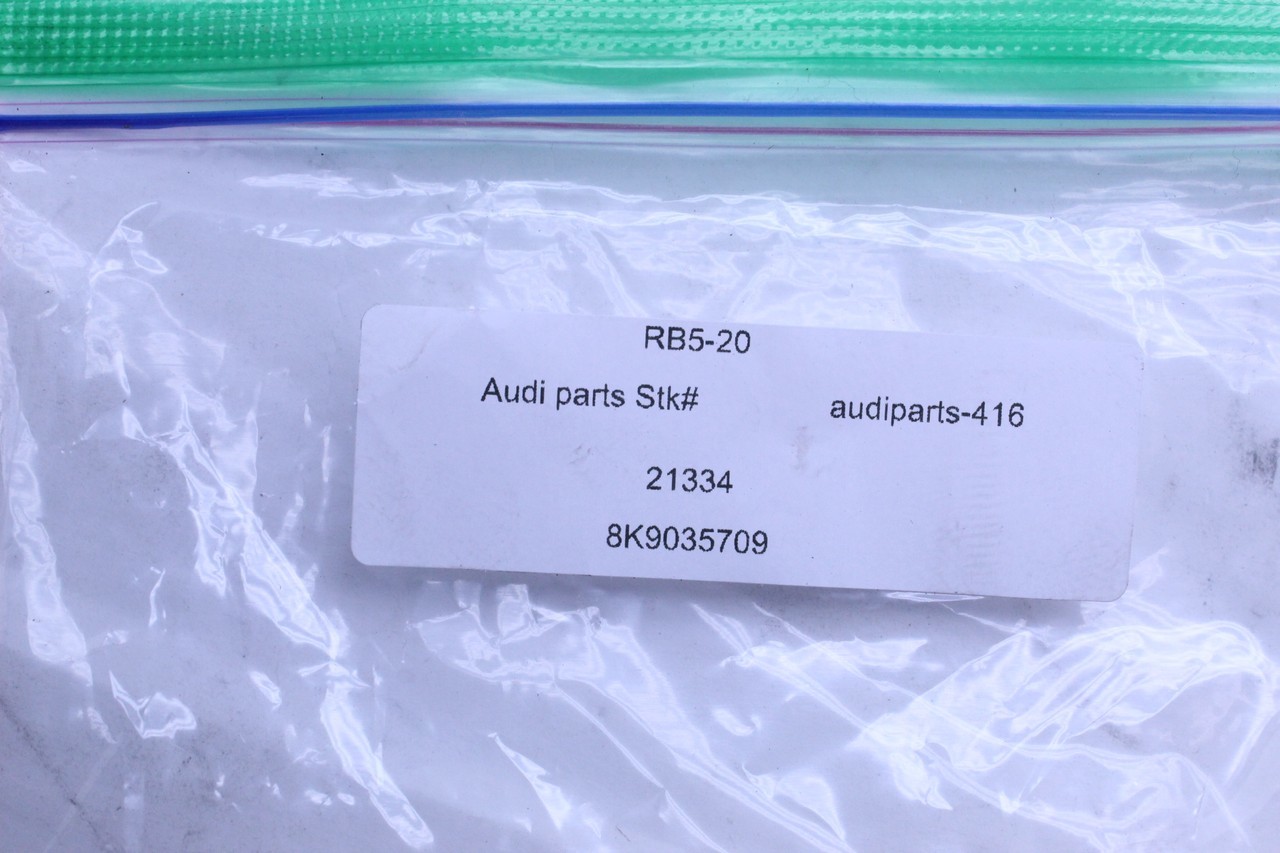 RB5-20
Audi parts Stk# audiparts-416
21334
8K9035709